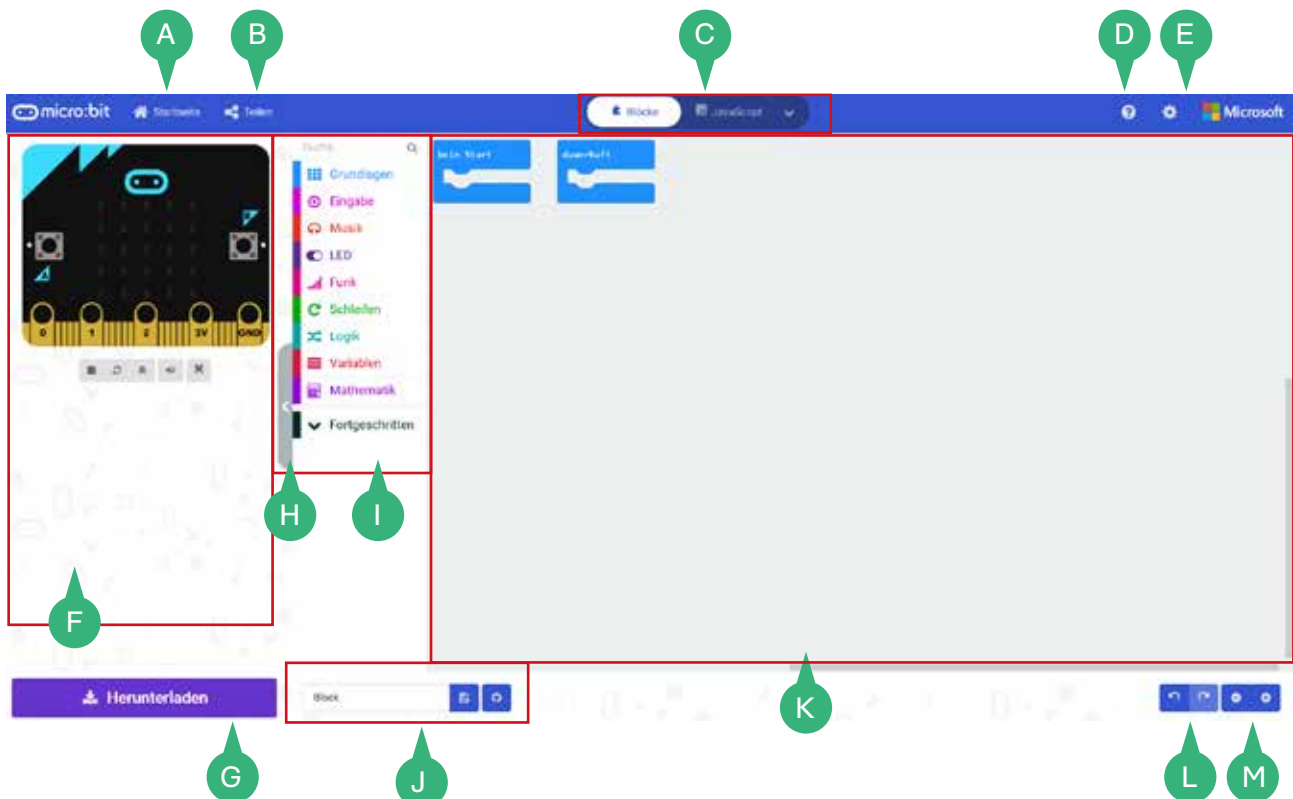 A
B
C
D
E
micro:bit
Startseite
Teilen
Blöcke
JavaScript
Microsoft
Suche
beim Start
dauerhaft
Grundlagen
Eingabe
Musik
LED
Funk
Schleifen
Logik
Variablen
Mathematik
Fortgeschritten
0
1
2
3V
GND
H
I
F
Herunterladen
Block
K
G
J
L
M